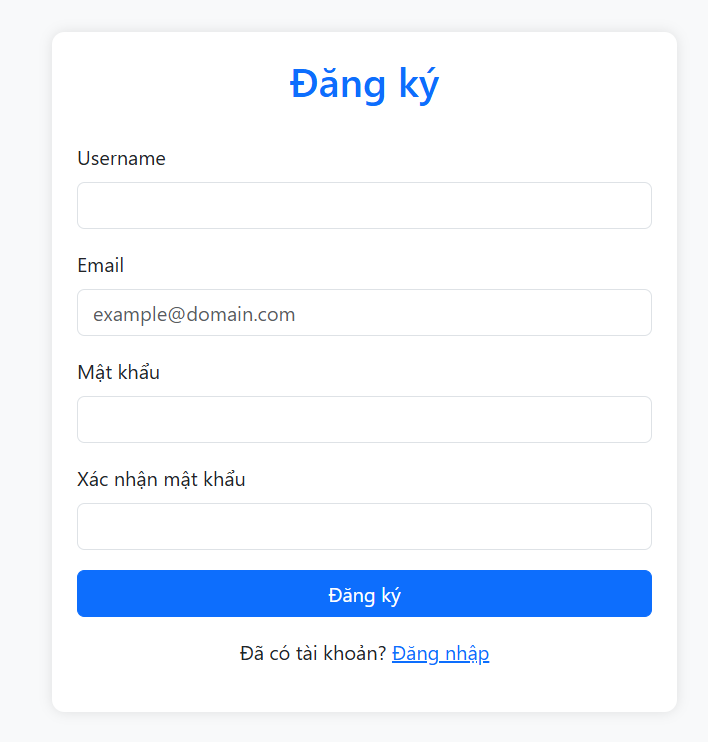 Đăng ký
Username
Email
example@domain.com
Mật khẩu
Xác nhận mật khẩu
Đăng ký
Đã có tài khoản? Đăng nhập